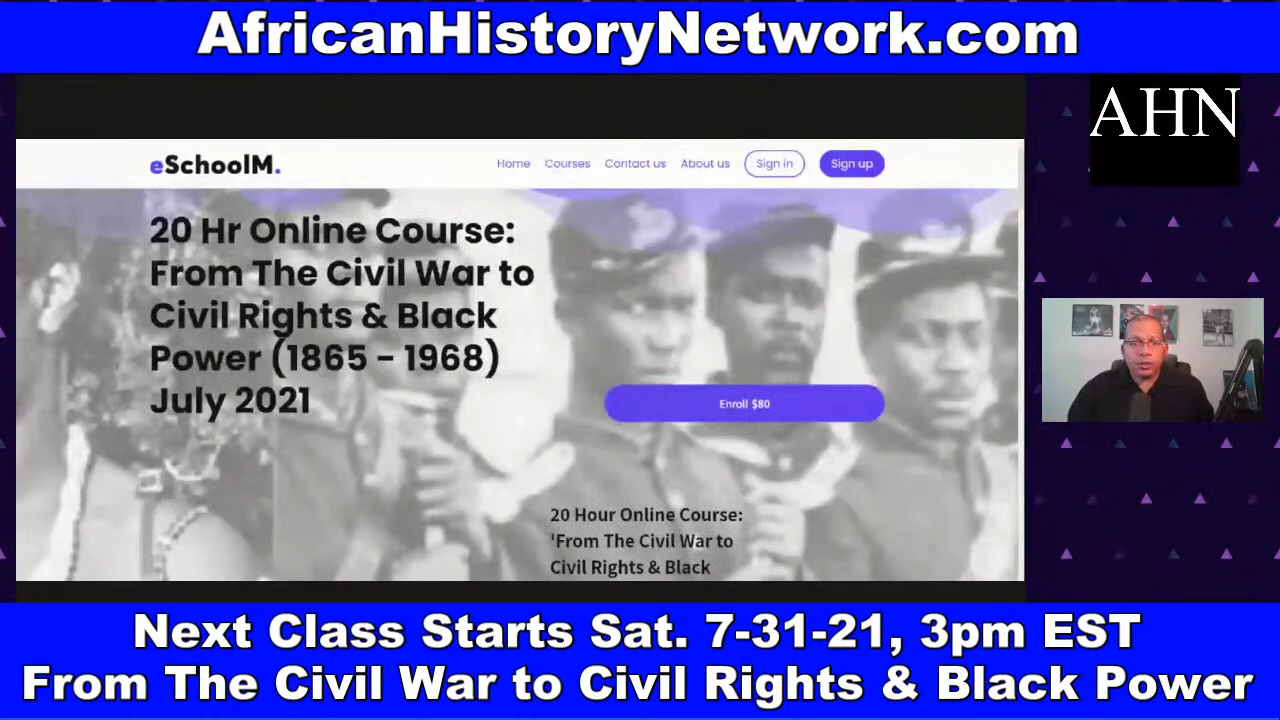 AfricanHistoryNetwork.com
AHN
eSchoolM.
Home Courses Contact us About us Sign in Sign up
20 Hr Online Course:
From The Civil War to
Civil Rights & Black
Power (1865 - 1968)
July 2021
Enroll $80
20 Hour Online Course:
'From The Civil War to
Civil Rights & Black
Next Class Starts Sat. 7-31-21, 3pm EST
From The Civil War to Civil Rights & Black Power